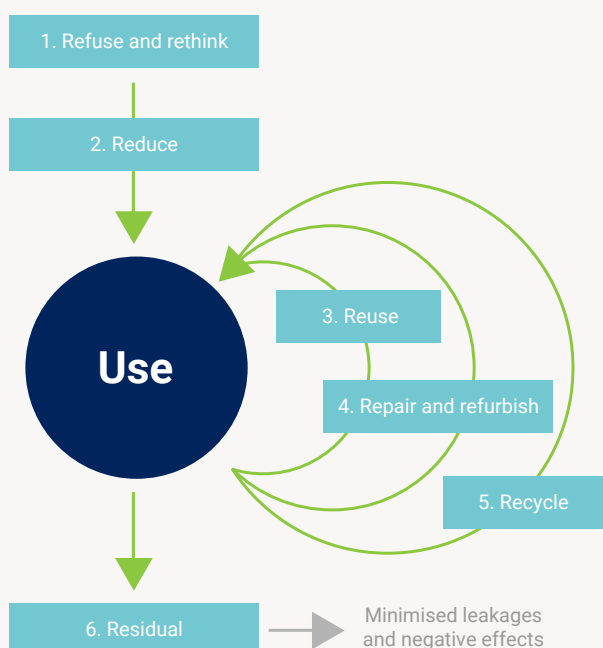 1. Refuse and rethink
2. Reduce
Use
3. Reuse
4. Repair and refurbish
5. Recycle
6. Residual
Minimised leakages
and negative effects